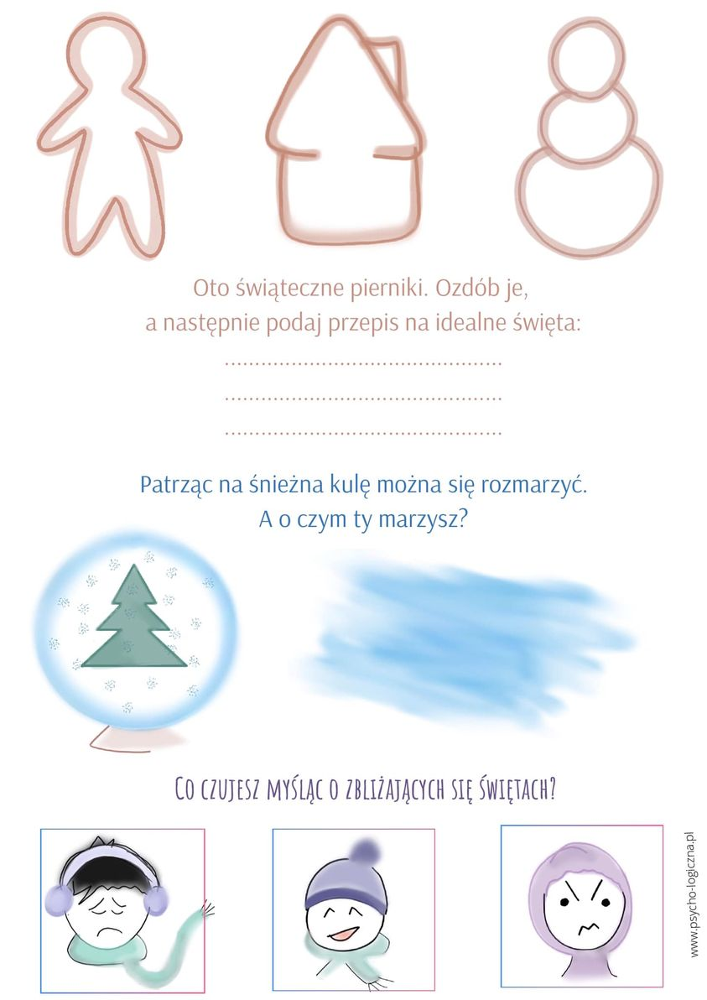 Oto świąteczne pierniki. Ozdób je,
a następnie podaj przepis na idealne święta:
..............................................
..............................................
..............................................
Patrząc na śnieżna kulę można się rozmarzyć.
A o czym ty marzysz?
Co czujesz myśląc o zbliżających się świętach?
www.psycho-logiczna.pl